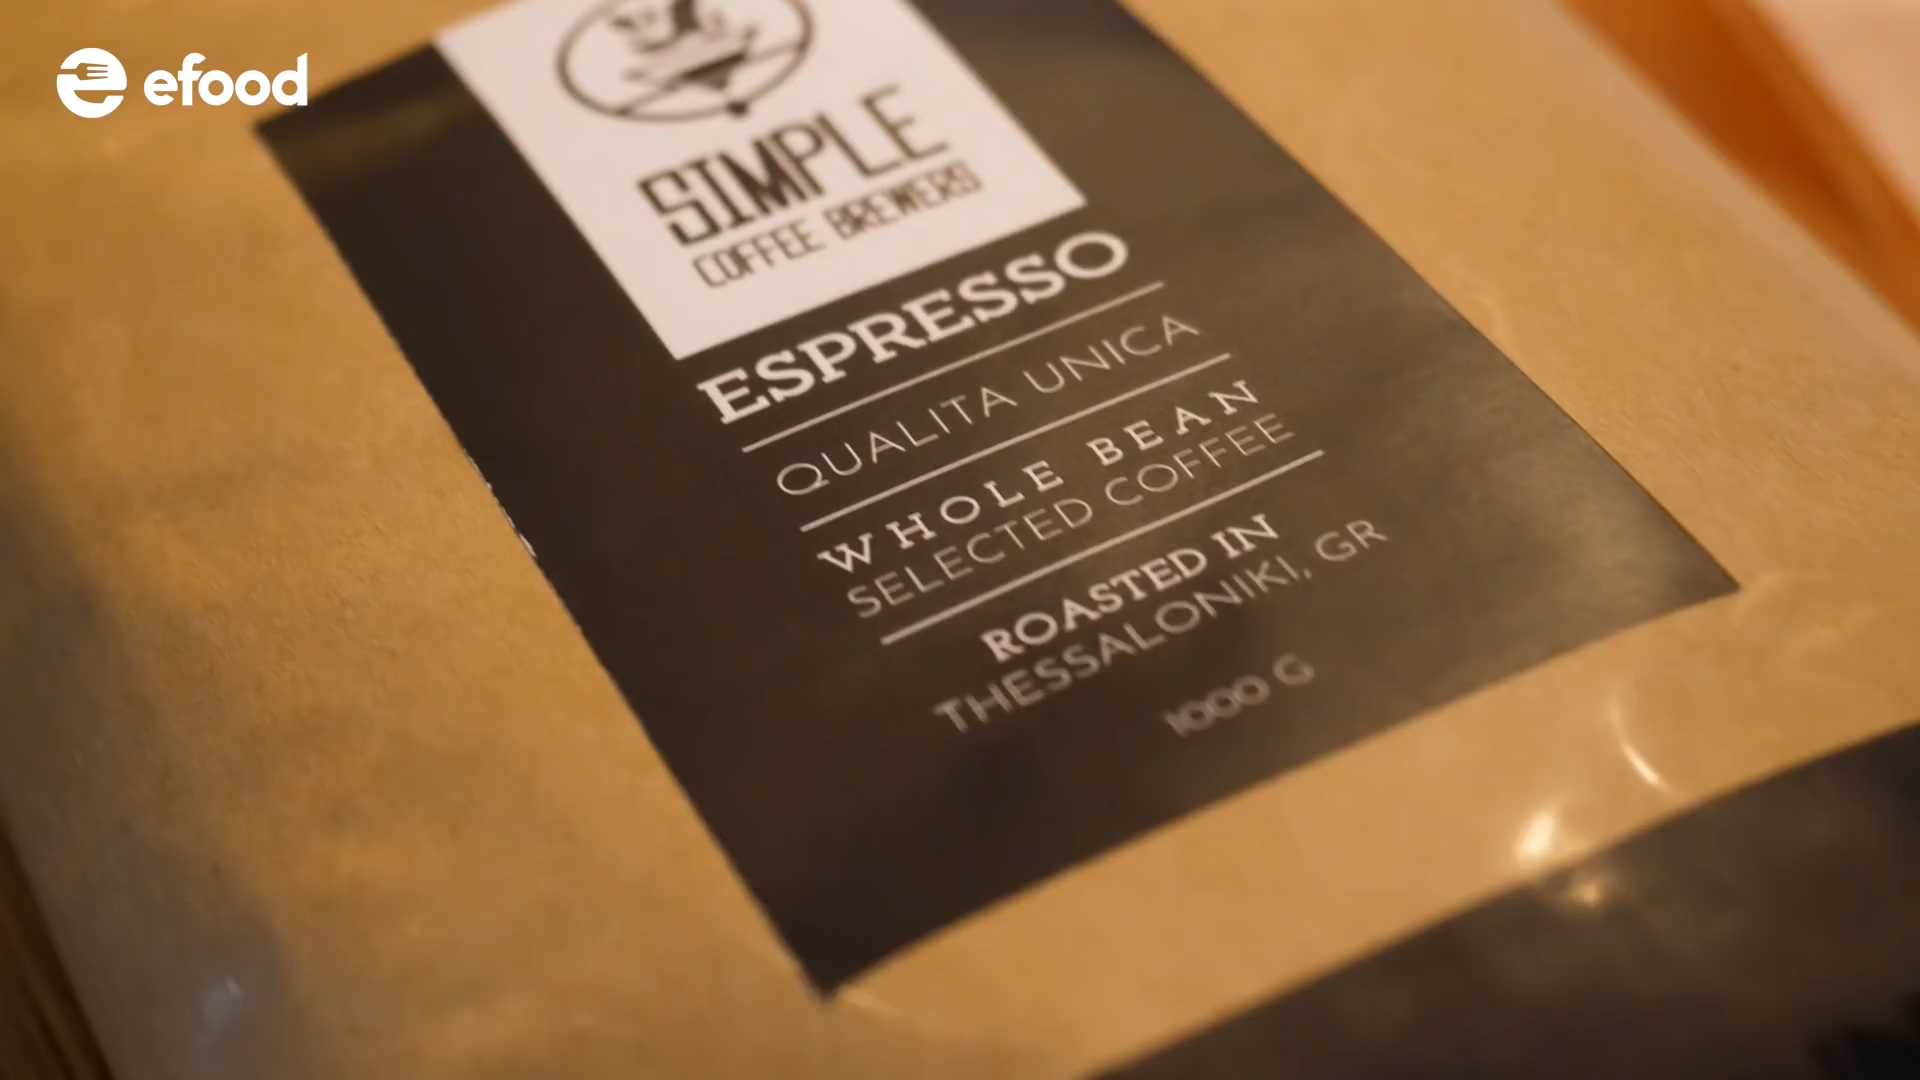 efood
SIMPLE
COFFEE BREWERS
ESPRESSO
QUALITA UNICA
WHOLE BEAN
SELECTED COFFEE
ROASTED IN
THESSALONIKI, GR
1000 G